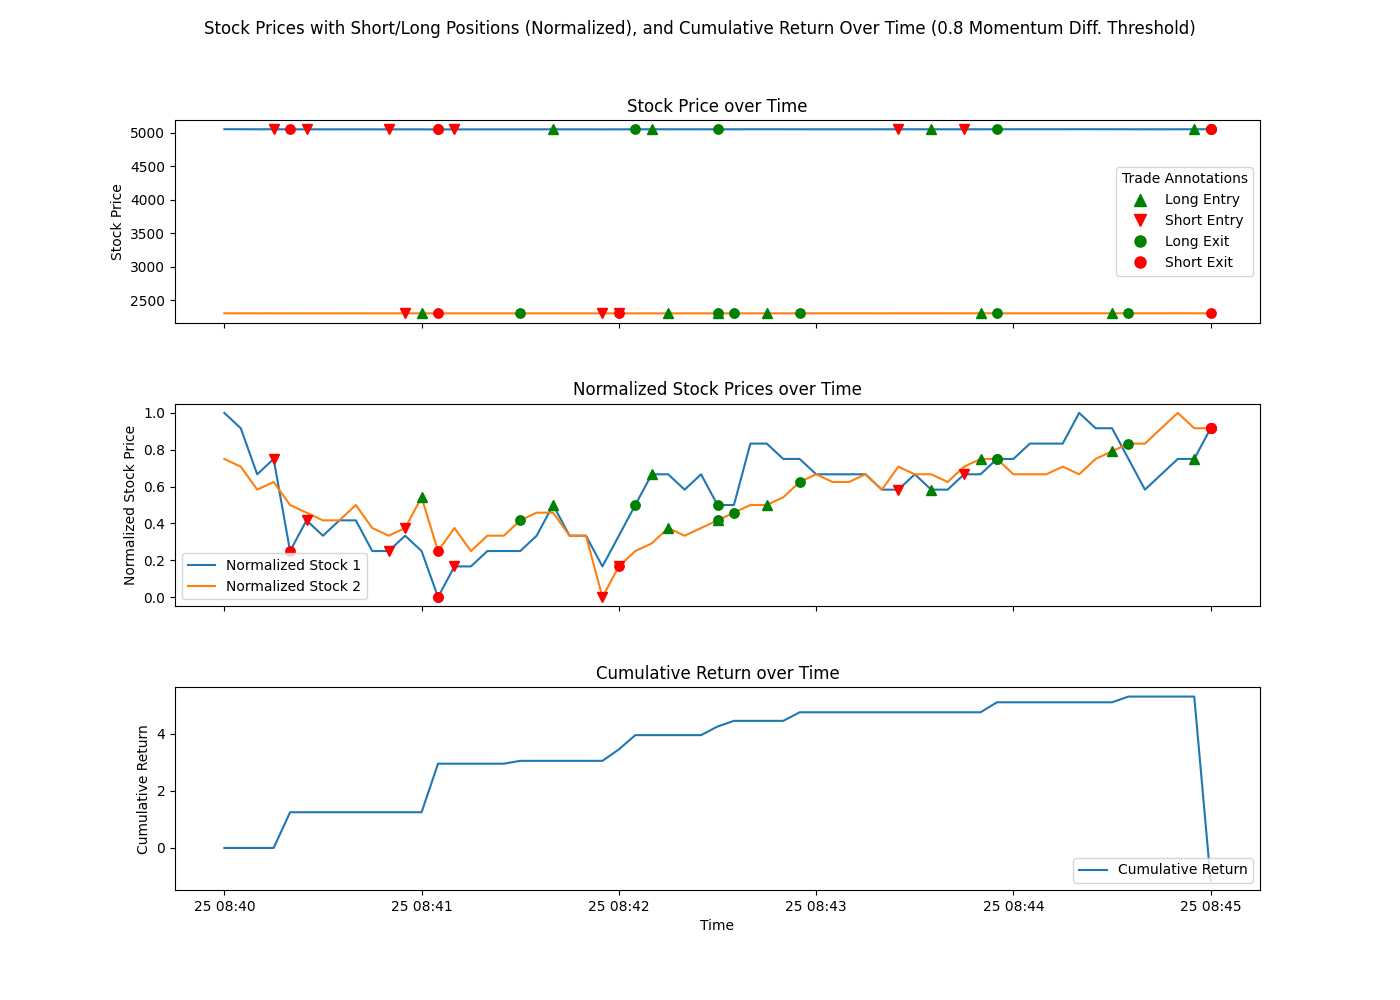 Stock Prices with Short/Long Positions (Normalized), and Cumulative Return Over Time (0.8 Momentum Diff. Threshold)
Stock Price over Time
Stock Price
5000
4500
4000
3500
3000
2500
Trade Annotations
Long Entry
Short Entry
Long Exit
Short Exit
Normalized Stock Prices over Time
Normalized Stock Price
1.0
0.8
0.6
0.4
0.2
0.0
Normalized Stock 1
Normalized Stock 2
Cumulative Return over Time
Cumulative Return
4
2
0
Cumulative Return
25 08:40 25 08:41 25 08:42 25 08:43 25 08:44 25 08:45
Time